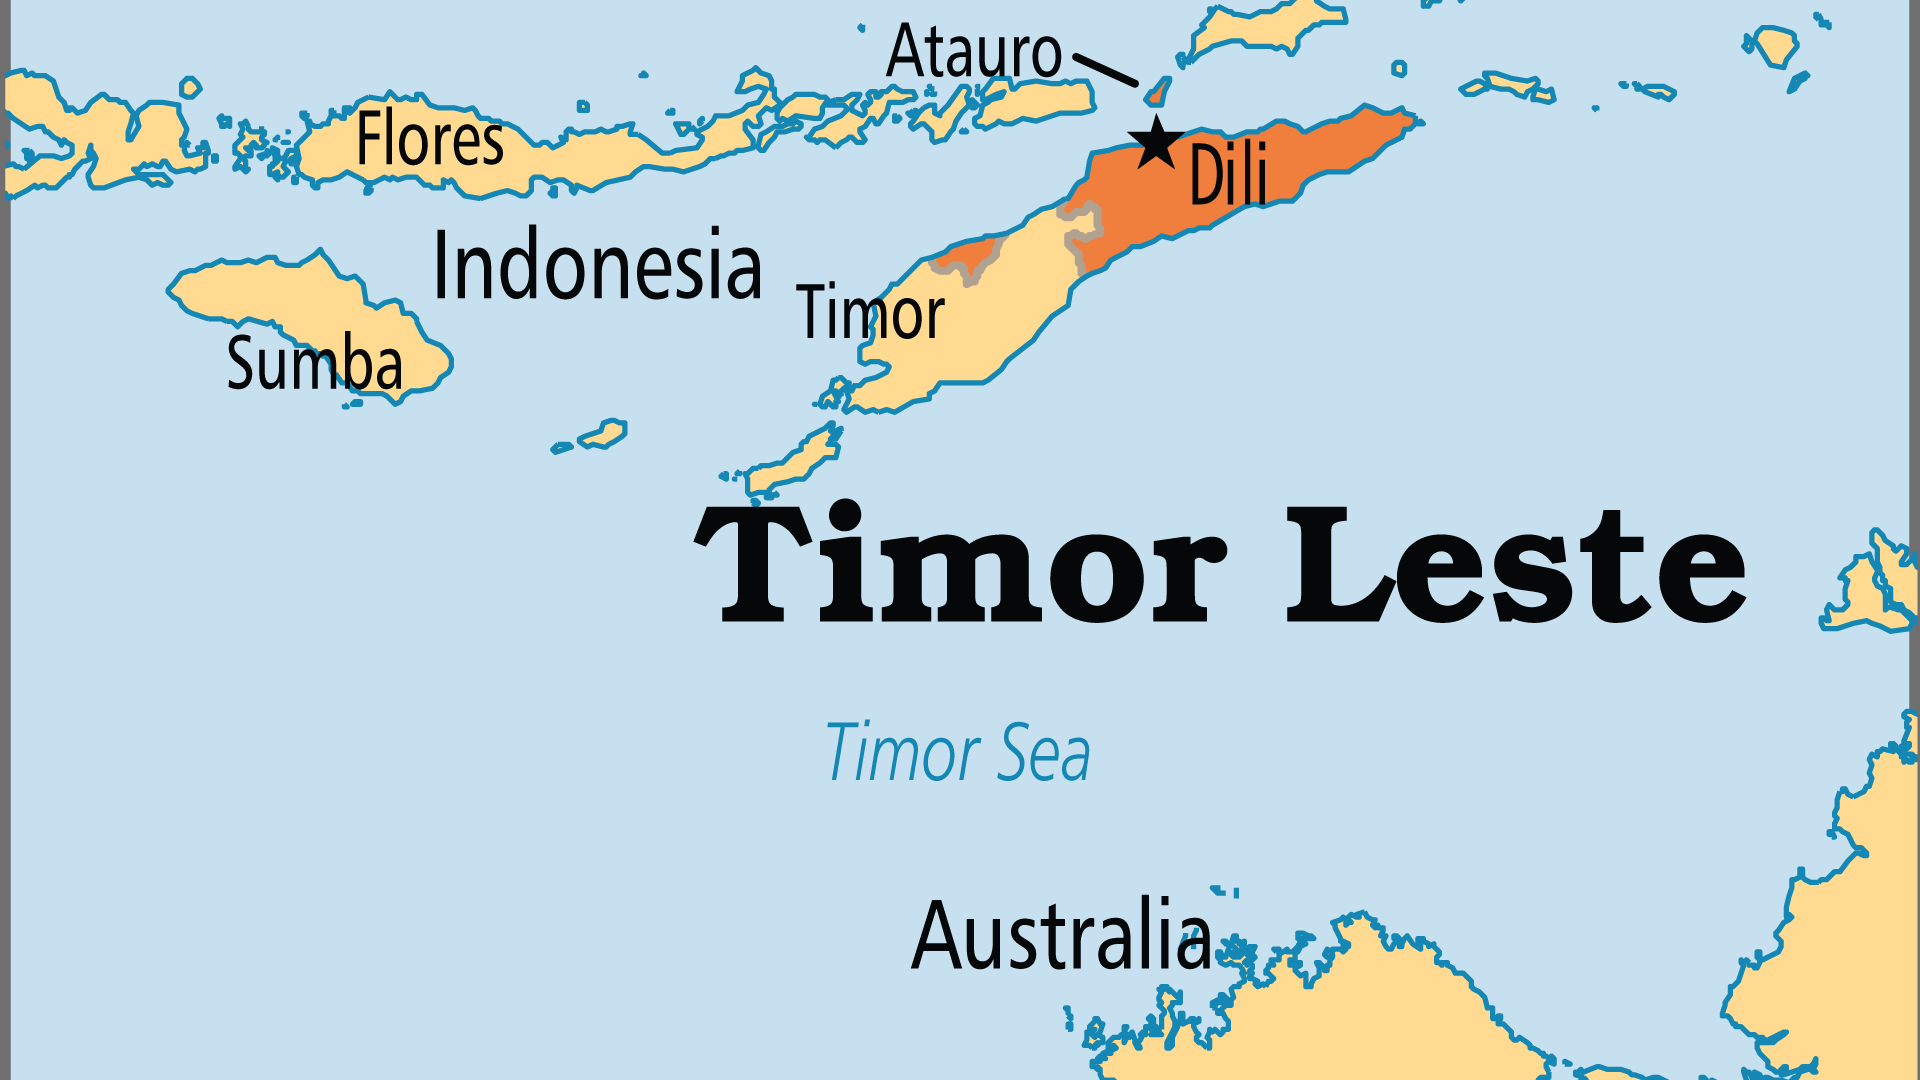 Atauro
Flores
Dili
Indonesia
Timor
Sumba
Timor Leste
Timor Sea
Australia